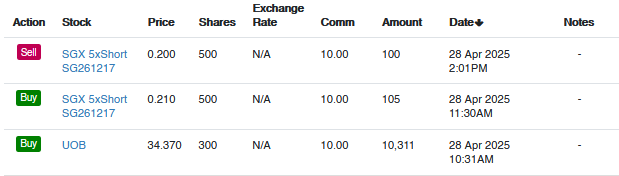 Action Stock Price Shares Exchange Rate Comm Amount Date Notes
Sell SGX 5xShort SG261217 0.200 500 N/A 10.00 100 28 Apr 2025 2:01PM -
Buy SGX 5xShort SG261217 0.210 500 N/A 10.00 105 28 Apr 2025 11:30AM -
Buy UOB 34.370 300 N/A 10.00 10,311 28 Apr 2025 10:31AM -